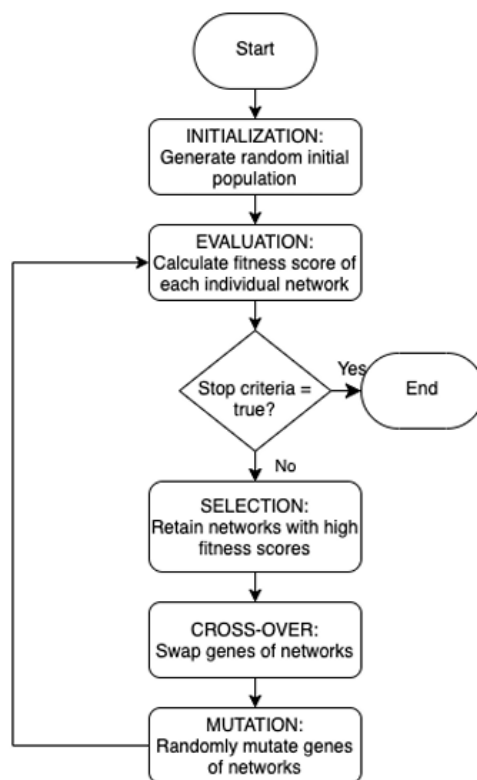 Start
INITIALIZATION:
Generate random initial
population
EVALUATION:
Calculate fitness score of
each individual network
Stop criteria =
true?
Yes
End
No
SELECTION:
Retain networks with high
fitness scores
CROSS-OVER:
Swap genes of networks
MUTATION:
Randomly mutate genes
of networks